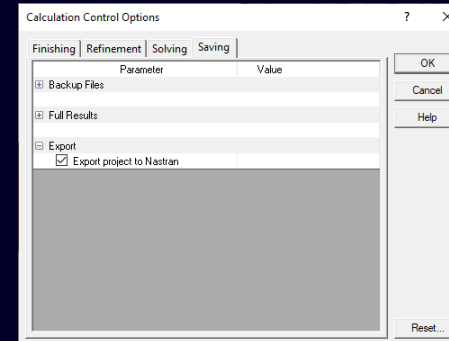 Calculation Control Options ? ×
Finishing Refinement Solving Saving
Parameter Value
Backup Files
Full Results
Export
Export project to Nastran
OK
Cancel
Help
Reset...